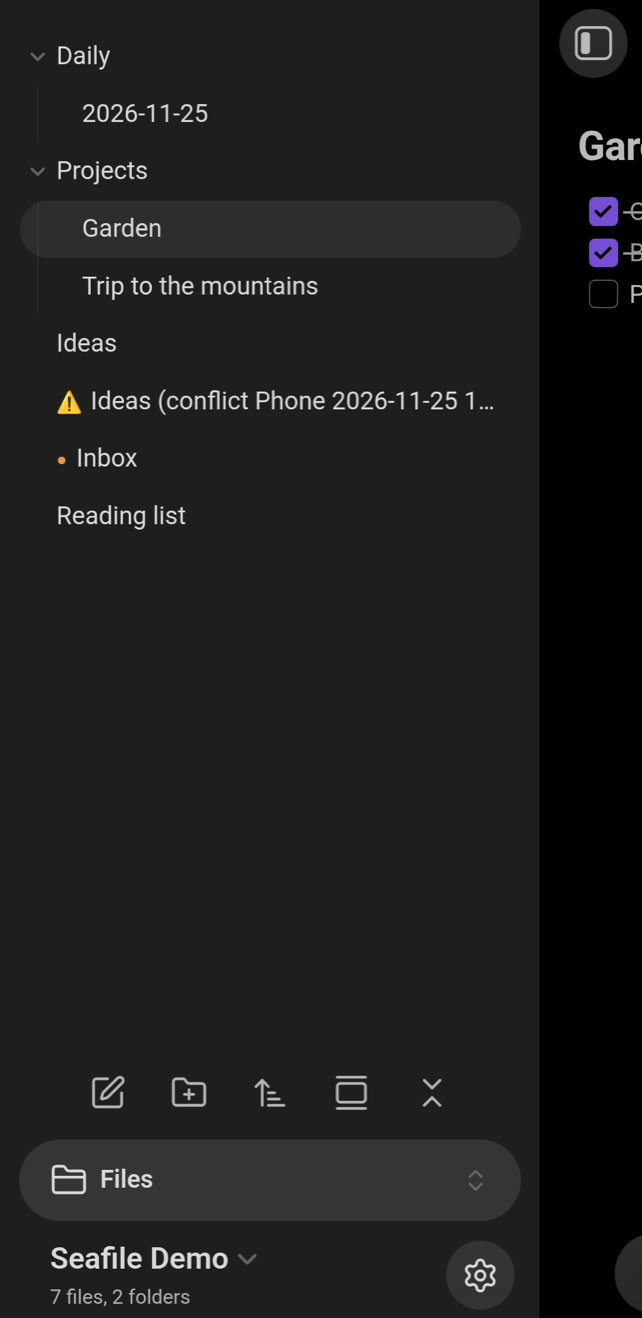 Daily
2026-11-25
Projects
Garden
Trip to the mountains
Ideas
⚠️ Ideas (conflict Phone 2026-11-25 1…
• Inbox
Reading list
Files
Seafile Demo
7 files, 2 folders